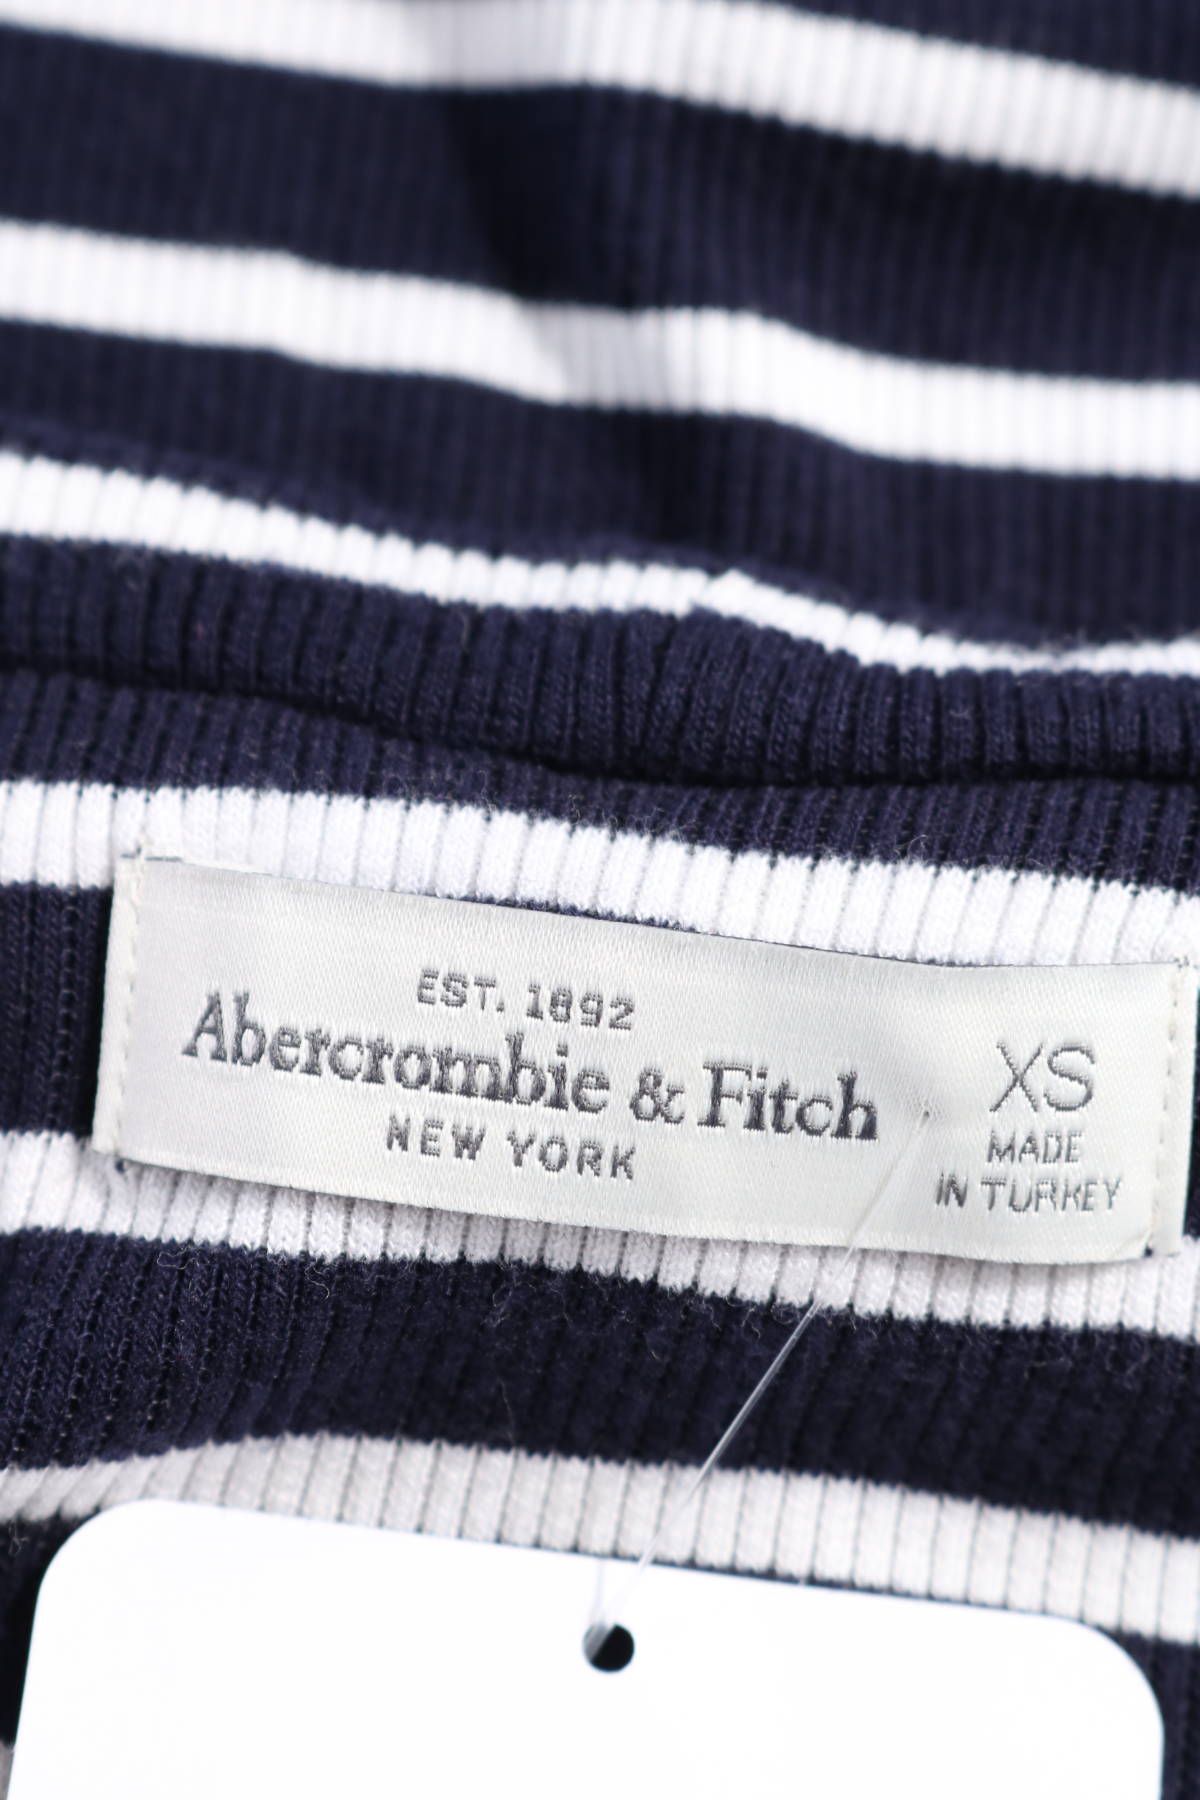 EST. 1892
Abercrombie & Fitch
NEW YORK
XS
MADE
IN TURKEY